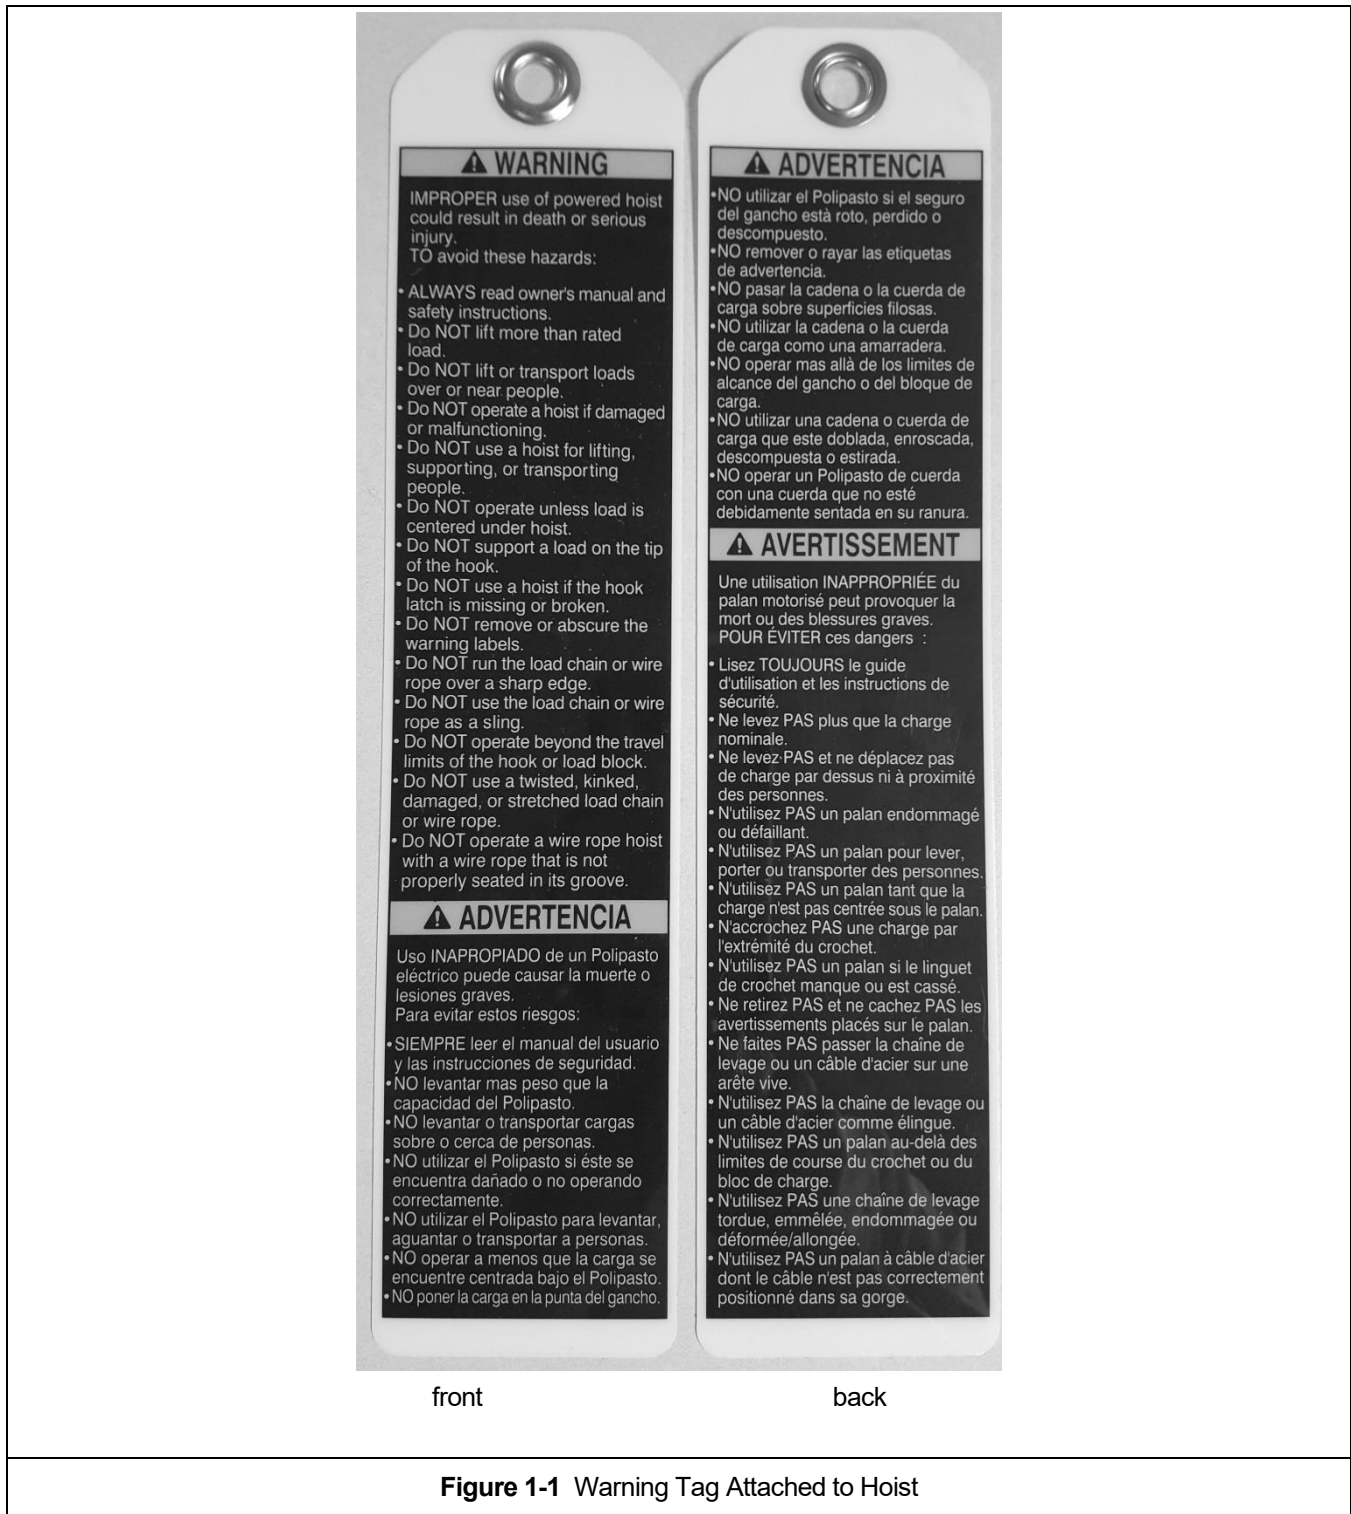 ⚠ WARNING
IMPROPER use of powered hoist
could result in death or serious
injury.
TO avoid these hazards:
• ALWAYS read owner's manual and
safety instructions.
• Do NOT lift more than rated
load.
• Do NOT lift or transport loads
over or near people.
• Do NOT operate a hoist if damaged
or malfunctioning.
• Do NOT use a hoist for lifting,
supporting, or transporting
people.
• Do NOT operate unless load is
centered under hoist.
• Do NOT support a load on the tip
of the hook.
• Do NOT use a hoist if the hook
latch is missing or broken.
• Do NOT remove or abscure the
warning labels.
• Do NOT run the load chain or wire
rope over a sharp edge.
• Do NOT use the load chain or wire
rope as a sling.
• Do NOT operate beyond the travel
limits of the hook or load block.
• Do NOT use a twisted, kinked,
damaged, or stretched load chain
or wire rope.
• Do NOT operate a wire rope hoist
with a wire rope that is not
properly seated in its groove.
⚠ ADVERTENCIA
Uso INAPROPIADO de un Polipasto
eléctrico puede causar la muerte o
lesiones graves.
Para evitar estos riesgos:
• SIEMPRE leer el manual del usuario
y las instrucciones de seguridad.
• NO levantar mas peso que la
capacidad del Polipasto.
• NO levantar o transportar cargas
sobre o cerca de personas.
• NO utilizar el Polipasto si éste se
encuentra dañado o no operando
correctamente.
• NO utilizar el Polipasto para levantar,
aguantar o transportar a personas.
• NO operar a menos que la carga se
encuentre centrada bajo el Polipasto.
• NO poner la carga en la punta del gancho.
⚠ ADVERTENCIA
• NO utilizar el Polipasto si el seguro
del gancho està roto, perdido o
descompuesto.
• NO remover o rayar las etiquetas
de advertencia.
• NO pasar la cadena o la cuerda de
carga sobre superficies filosas.
• NO utilizar la cadena o la cuerda
de carga como una amarradera.
• NO operar mas allà de los limites de
alcance del gancho o del bloque de
carga.
• NO utilizar una cadena o cuerda de
carga que este doblada, enroscada,
descompuesta o estirada.
• NO operar un Polipasto de cuerda
con una cuerda que no esté
debidamente sentada en su ranura.
⚠ AVERTISSEMENT
Une utilisation INAPPROPRIÉE du
palan motorisé peut provoquer la
mort ou des blessures graves.
POUR ÉVITER ces dangers :
• Lisez TOUJOURS le guide
d'utilisation et les instructions de
sécurité.
• Ne levez PAS plus que la charge
nominale.
• Ne levez PAS et ne déplacez pas
de charge par dessus ni à proximité
des personnes.
• N'utilisez PAS un palan endommagé
ou défaillant.
• N'utilisez PAS un palan pour lever,
porter ou transporter des personnes.
• N'utilisez PAS un palan tant que la
charge n'est pas centrée sous le palan.
• N'accrochez PAS une charge par
l'extrémité du crochet.
• N'utilisez PAS un palan si le linguet
de crochet manque ou est cassé.
• Ne retirez PAS et ne cachez PAS les
avertissements placés sur le palan.
• Ne faites PAS passer la chaîne de
levage ou un câble d'acier sur une
arête vive.
• N'utilisez PAS la chaîne de levage ou
un câble d'acier comme élingue.
• N'utilisez PAS un palan au-delà des
limites de course du crochet ou du
bloc de charge.
• N'utilisez PAS une chaîne de levage
tordue, emmêlée, endommagée ou
déformée/allongée.
• N'utilisez PAS un palan à câble d'acier
dont le câble n'est pas correctement
positionné dans sa gorge.
front
back
Figure 1-1 Warning Tag Attached to Hoist